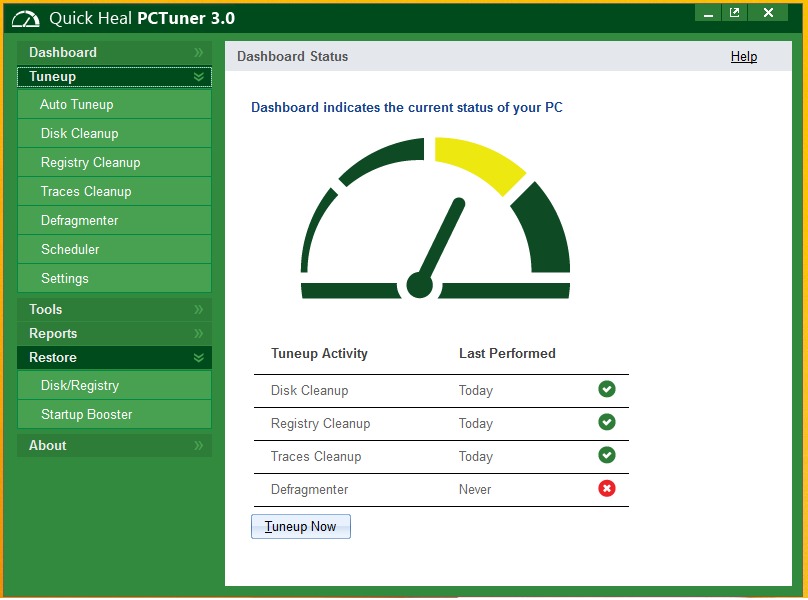 Quick Heal PCTuner 3.0
Dashboard
Tuneup
Auto Tuneup
Disk Cleanup
Registry Cleanup
Traces Cleanup
Defragmenter
Scheduler
Settings
Tools
Reports
Restore
Disk/Registry
Startup Booster
About
Dashboard Status Help
Dashboard indicates the current status of your PC
Tuneup Activity Last Performed
Disk Cleanup Today
Registry Cleanup Today
Traces Cleanup Today
Defragmenter Never
Tuneup Now